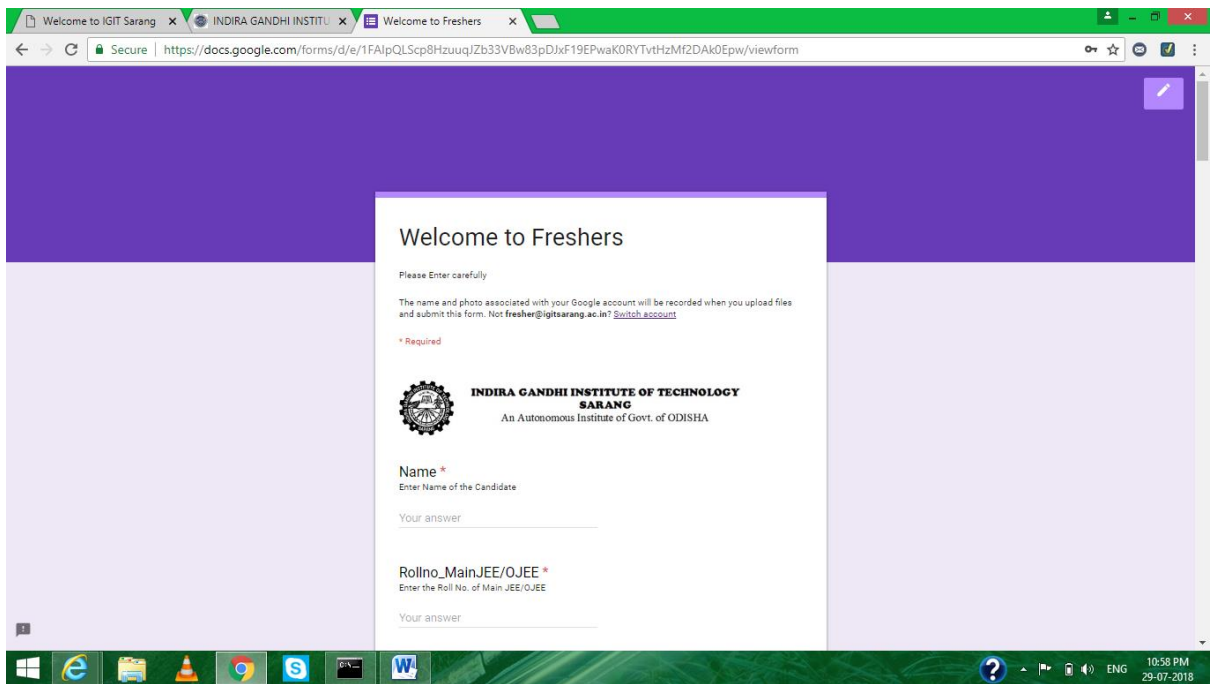 Welcome to IGIT Sarang
INDIRA GANDHI INSTITU
Welcome to Freshers
Secure
https://docs.google.com/forms/d/e/1FAIpQLScp8HzuuqJZb33VBw83pDJxF19EPwaK0RYTvtHzMf2DAk0Epw/viewform
Welcome to Freshers
Please Enter carefully
The name and photo associated with your Google account will be recorded when you upload files
and submit this form. Not fresher@igitsarang.ac.in? Switch account
* Required
INDIRA GANDHI INSTITUTE OF TECHNOLOGY
SARANG
An Autonomous Institute of Govt. of ODISHA
Name *
Enter Name of the Candidate
Your answer
Rollno_MainJEE/OJEE *
Enter the Roll No. of Main JEE/OJEE
Your answer
ENG
10:58 PM
29-07-2018